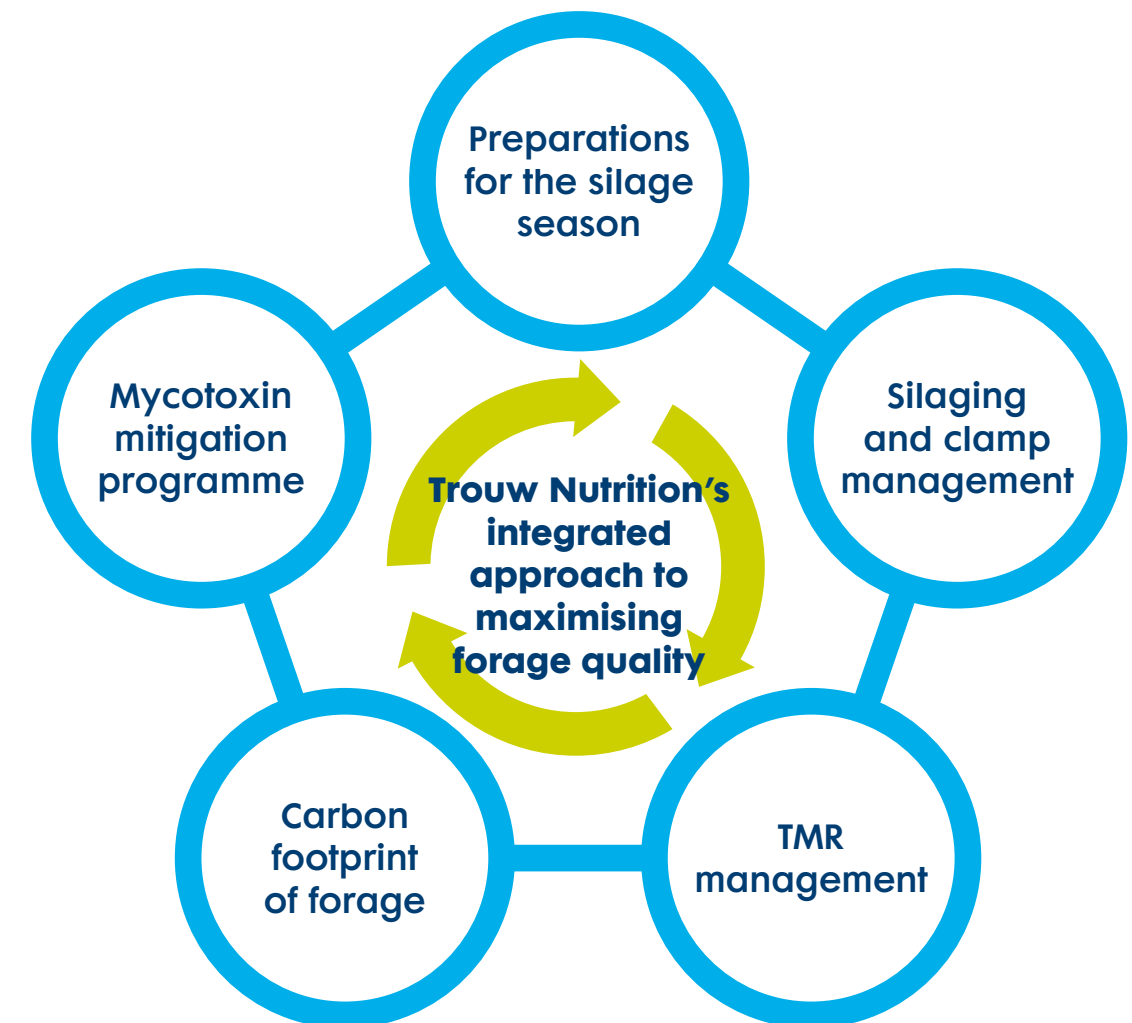 Preparations
for the silage
season
Silaging
and clamp
management
TMR
management
Carbon
footprint
of forage
Mycotoxin
mitigation
programme
Trouw Nutrition’s
integrated
approach to
maximising
forage quality